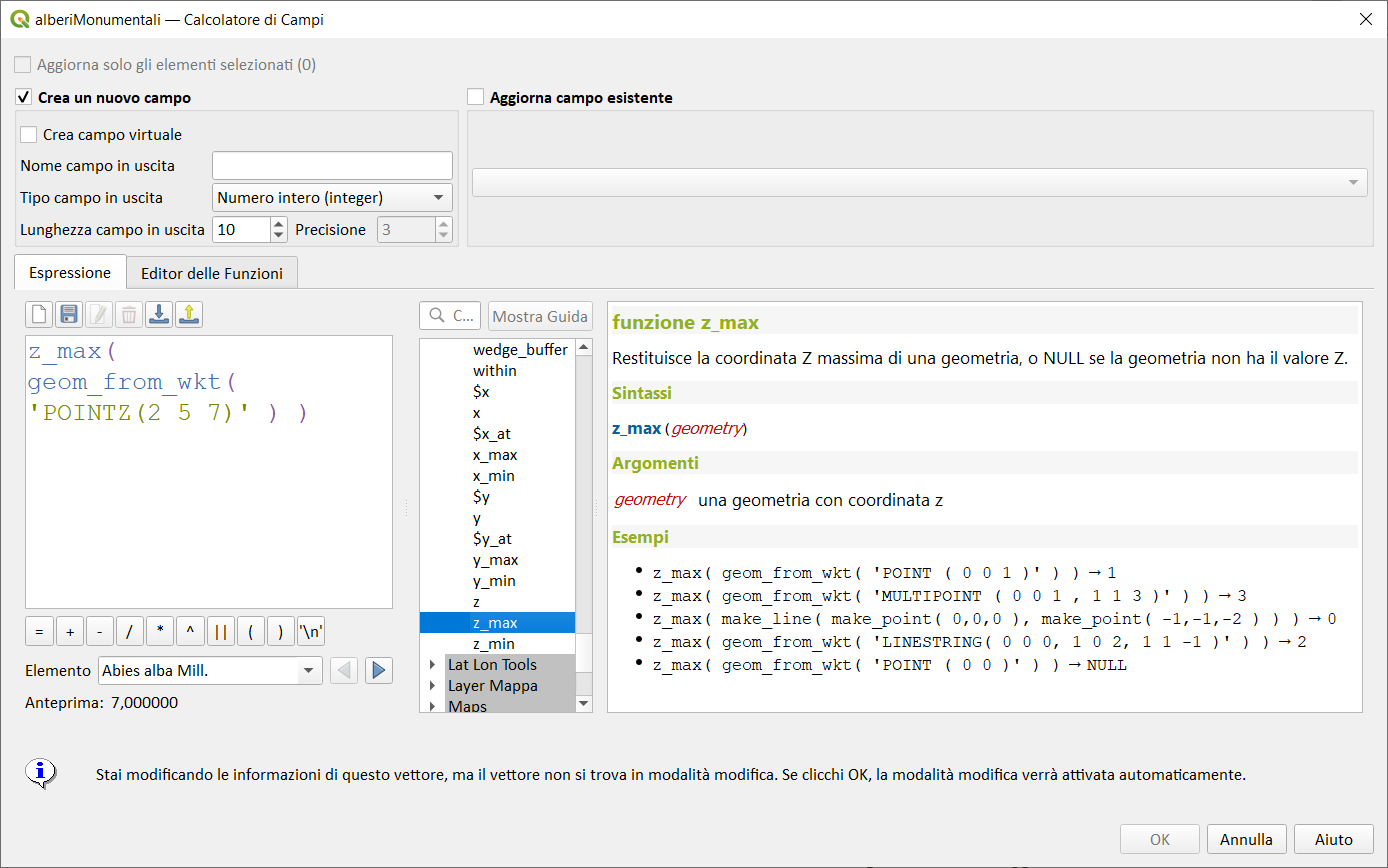 alberiMonumentali — Calcolatore di Campi
Aggiorna solo gli elementi selezionati (0)
Crea un nuovo campo
Aggiorna campo esistente
Crea campo virtuale
Nome campo in uscita
Tipo campo in uscita Numero intero (integer)
Lunghezza campo in uscita 10 Precisione 3
Espressione Editor delle Funzioni
C... Mostra Guida
z_max(
geom_from_wkt(
'POINTZ(2 5 7)' ) )
= + - / * ^ || ( ) '\n'
Elemento Abies alba Mill.
Anteprima: 7,000000
wedge_buffer
within
$x
x
$x_at
x_max
x_min
$y
y
$y_at
y_max
y_min
z
z_max
z_min
Lat Lon Tools
Layer Mappa
Maps
funzione z_max
Restituisce la coordinata Z massima di una geometria, o NULL se la geometria non ha il valore Z.
Sintassi
z_max(geometry)
Argomenti
geometry una geometria con coordinata z
Esempi
• z_max( geom_from_wkt( 'POINT ( 0 0 1 )' ) ) → 1
• z_max( geom_from_wkt( 'MULTIPOINT ( 0 0 1 , 1 1 3 )' ) ) → 3
• z_max( make_line( make_point( 0,0,0 ), make_point( -1,-1,-2 ) ) ) → 0
• z_max( geom_from_wkt( 'LINESTRING( 0 0 0, 1 0 2, 1 1 -1 )' ) ) → 2
• z_max( geom_from_wkt( 'POINT ( 0 0 )' ) ) → NULL
Stai modificando le informazioni di questo vettore, ma il vettore non si trova in modalità modifica. Se clicchi OK, la modalità modifica verrà attivata automaticamente.
OK Annulla Aiuto